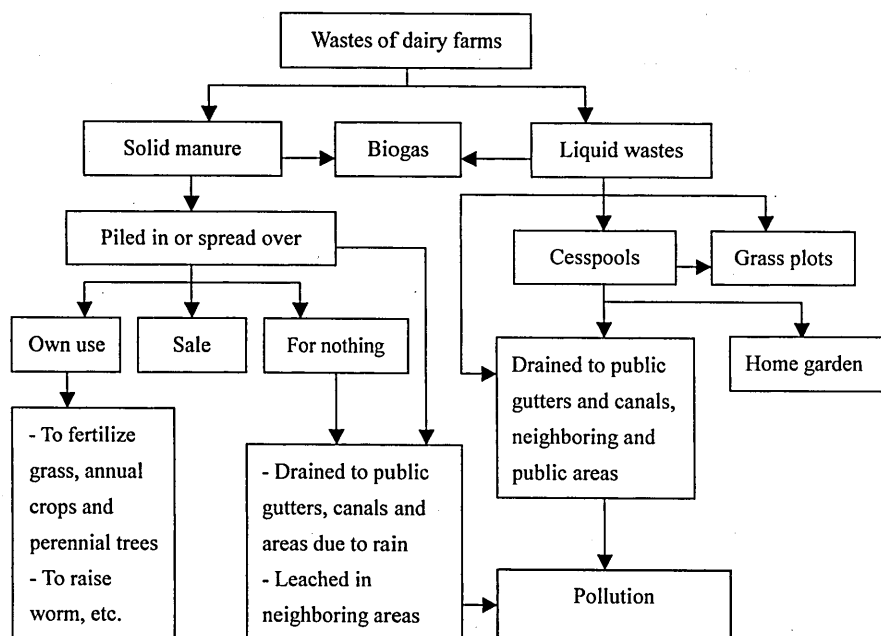 Wastes of dairy farms
Solid manure
Biogas
Liquid wastes
Piled in or spread over
Cesspools
Grass plots
Own use
Sale
For nothing
Drained to public
gutters and canals,
neighboring and
public areas
Home garden
- To fertilize
grass, annual
crops and
perennial trees
- To raise
worm, etc.
- Drained to public
gutters, canals and
areas due to rain
- Leached in
neighboring areas
Pollution